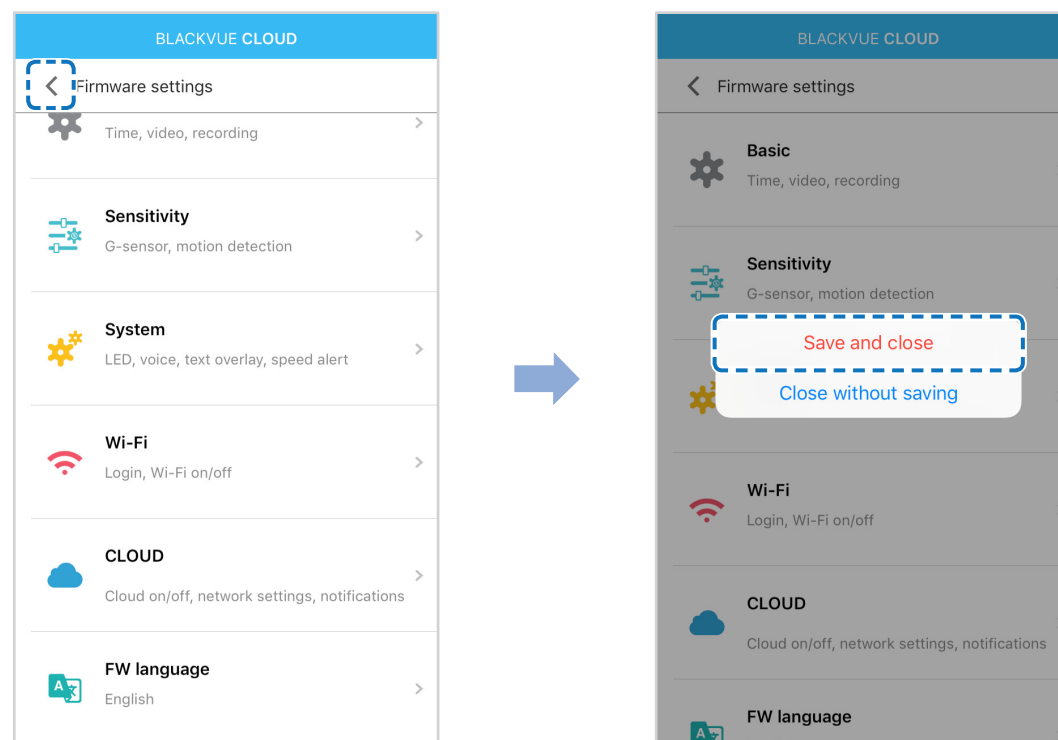 BLACKVUE CLOUD
Firmware settings
Time, video, recording
Sensitivity
G-sensor, motion detection
System
LED, voice, text overlay, speed alert
Wi-Fi
Login, Wi-Fi on/off
CLOUD
Cloud on/off, network settings, notifications
FW language
English
BLACKVUE CLOUD
Firmware settings
Basic
Time, video, recording
Sensitivity
G-sensor, motion detection
Save and close
Close without saving
Wi-Fi
Login, Wi-Fi on/off
CLOUD
Cloud on/off, network settings, notifications
FW language